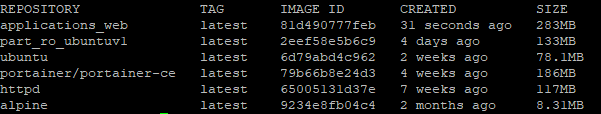 REPOSITORY TAG IMAGE ID CREATED SIZE
applications_web latest 81d490777feb 31 seconds ago 283MB
part_ro_ubuntuv1 latest 2eef58e5b6c9 4 days ago 133MB
ubuntu latest 6d79abd4c962 2 weeks ago 78.1MB
portainer/portainer-ce latest 79b66b8e24d3 4 weeks ago 186MB
httpd latest 65005131d37e 7 weeks ago 117MB
alpine latest 9234e8fb04c4 2 months ago 8.31MB